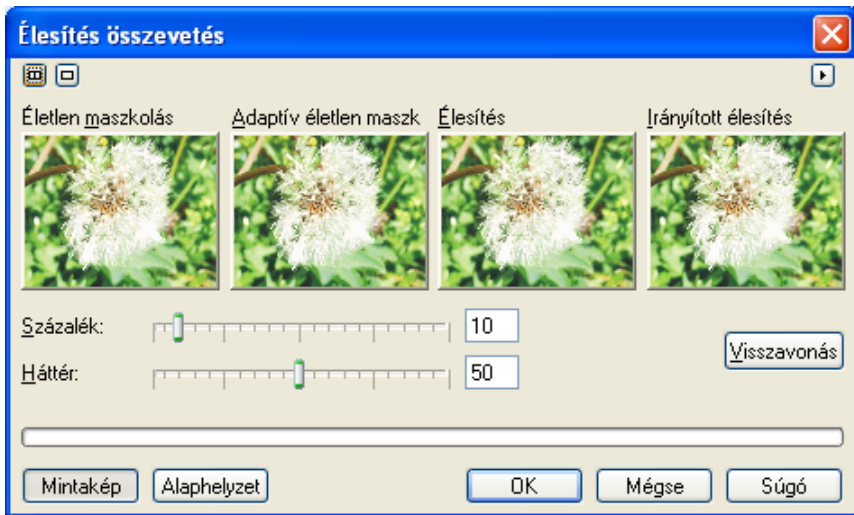 Élesítés összevetés
Életlen maszkolás Adaptív életlen maszk Élesítés Irányított élesítés
Százalék: 10
Visszavonás
Háttér: 50
Mintakép Alaphelyzet OK Mégse Súgó